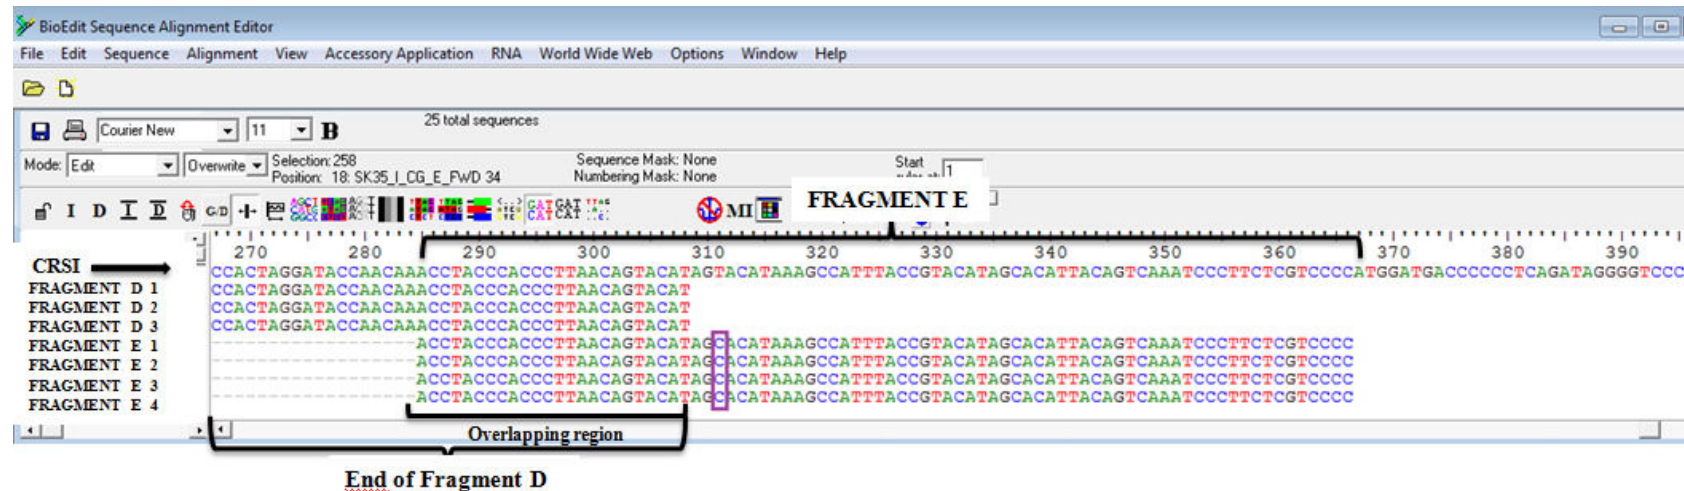 BioEdit Sequence Alignment Editor
File Edit Sequence Alignment View Accessory Application RNA World Wide Web Options Window Help
Courier New 11 B 25 total sequences
Mode: Edit Overwrite Selection: 258 Sequence Mask: None Start
Position: 18: SK35_I_CG_E_FWD 34 Numbering Mask: None 1
I D I D G/D MI FRAGMENT E
270 280 290 300 310 320 330 340 350 360 370 380 390
CRSI CCACTAGGATACCAACAAACCTACCCACCCTTAACAGTACATAGTACATAAAGCCATTTACCGTACATAGCACATTACAGTCAAATCCCTTCTCGTCCCCATGGATGACCCCCCTCAGATAGGGGTCCC
FRAGMENT D 1 CCACTAGGATACCAACAAACCTACCCACCCTTAACAGTACAT
FRAGMENT D 2 CCACTAGGATACCAACAAACCTACCCACCCTTAACAGTACAT
FRAGMENT D 3 CCACTAGGATACCAACAAACCTACCCACCCTTAACAGTACAT
FRAGMENT E 1 ------------------ACCTACCCACCCTTAACAGTACATAGCACATAAAGCCATTTACCGTACATAGCACATTACAGTCAAATCCCTTCTCGTCCCC
FRAGMENT E 2 ------------------ACCTACCCACCCTTAACAGTACATAGCACATAAAGCCATTTACCGTACATAGCACATTACAGTCAAATCCCTTCTCGTCCCC
FRAGMENT E 3 ------------------ACCTACCCACCCTTAACAGTACATAGCACATAAAGCCATTTACCGTACATAGCACATTACAGTCAAATCCCTTCTCGTCCCC
FRAGMENT E 4 ------------------ACCTACCCACCCTTAACAGTACATAGCACATAAAGCCATTTACCGTACATAGCACATTACAGTCAAATCCCTTCTCGTCCCC
Overlapping region
End of Fragment D